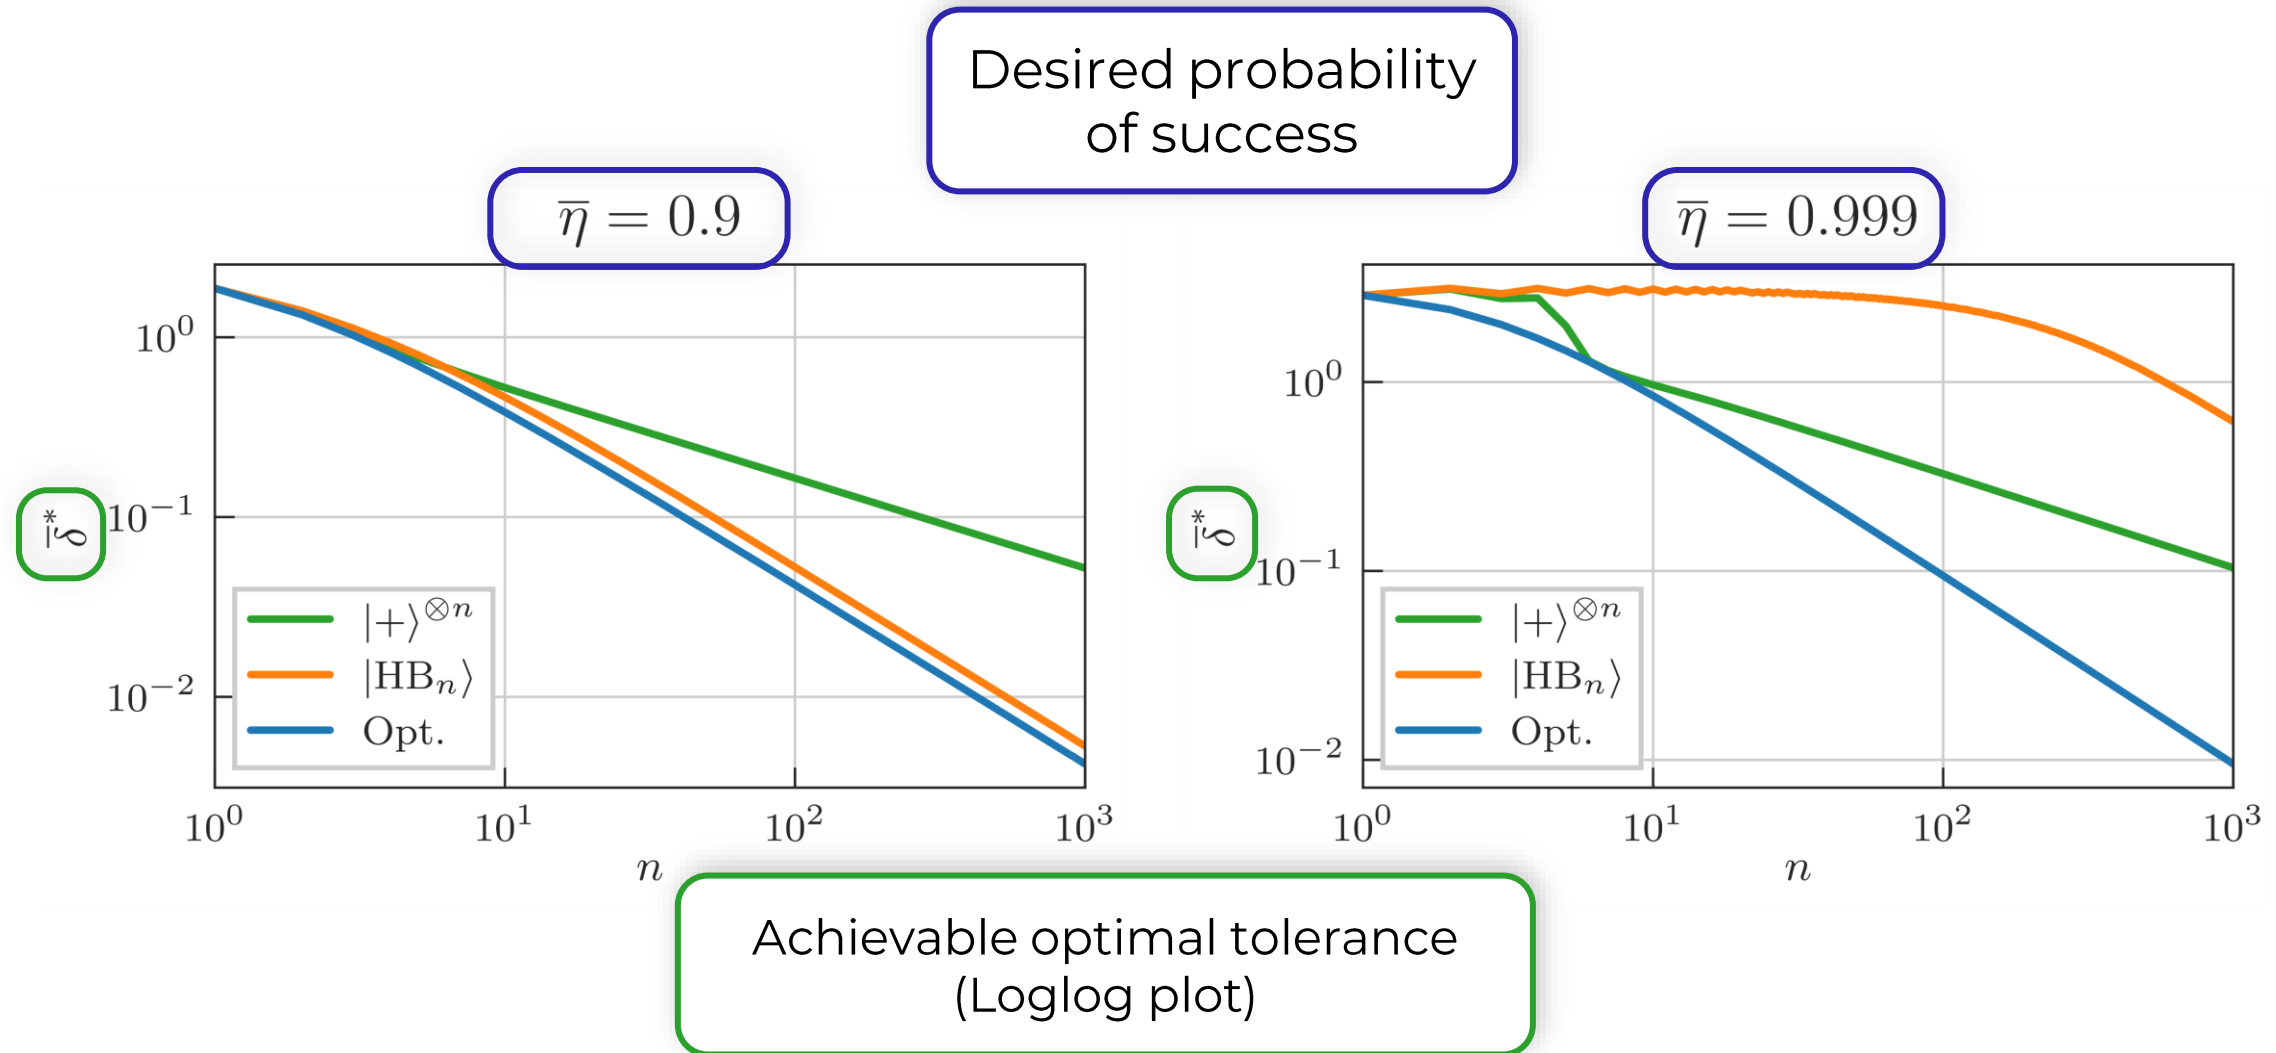 Desired probability
of success
η̅ = 0.9
η̅ = 0.999
10⁰
10⁻¹
10⁻²
δ̅*
|+⟩^⊗n
|HBₙ⟩
Opt.
10⁰ 10¹ 10² 10³
n
10⁰
10⁻¹
10⁻²
δ̅*
|+⟩^⊗n
|HBₙ⟩
Opt.
10⁰ 10¹ 10² 10³
n
Achievable optimal tolerance
(Loglog plot)